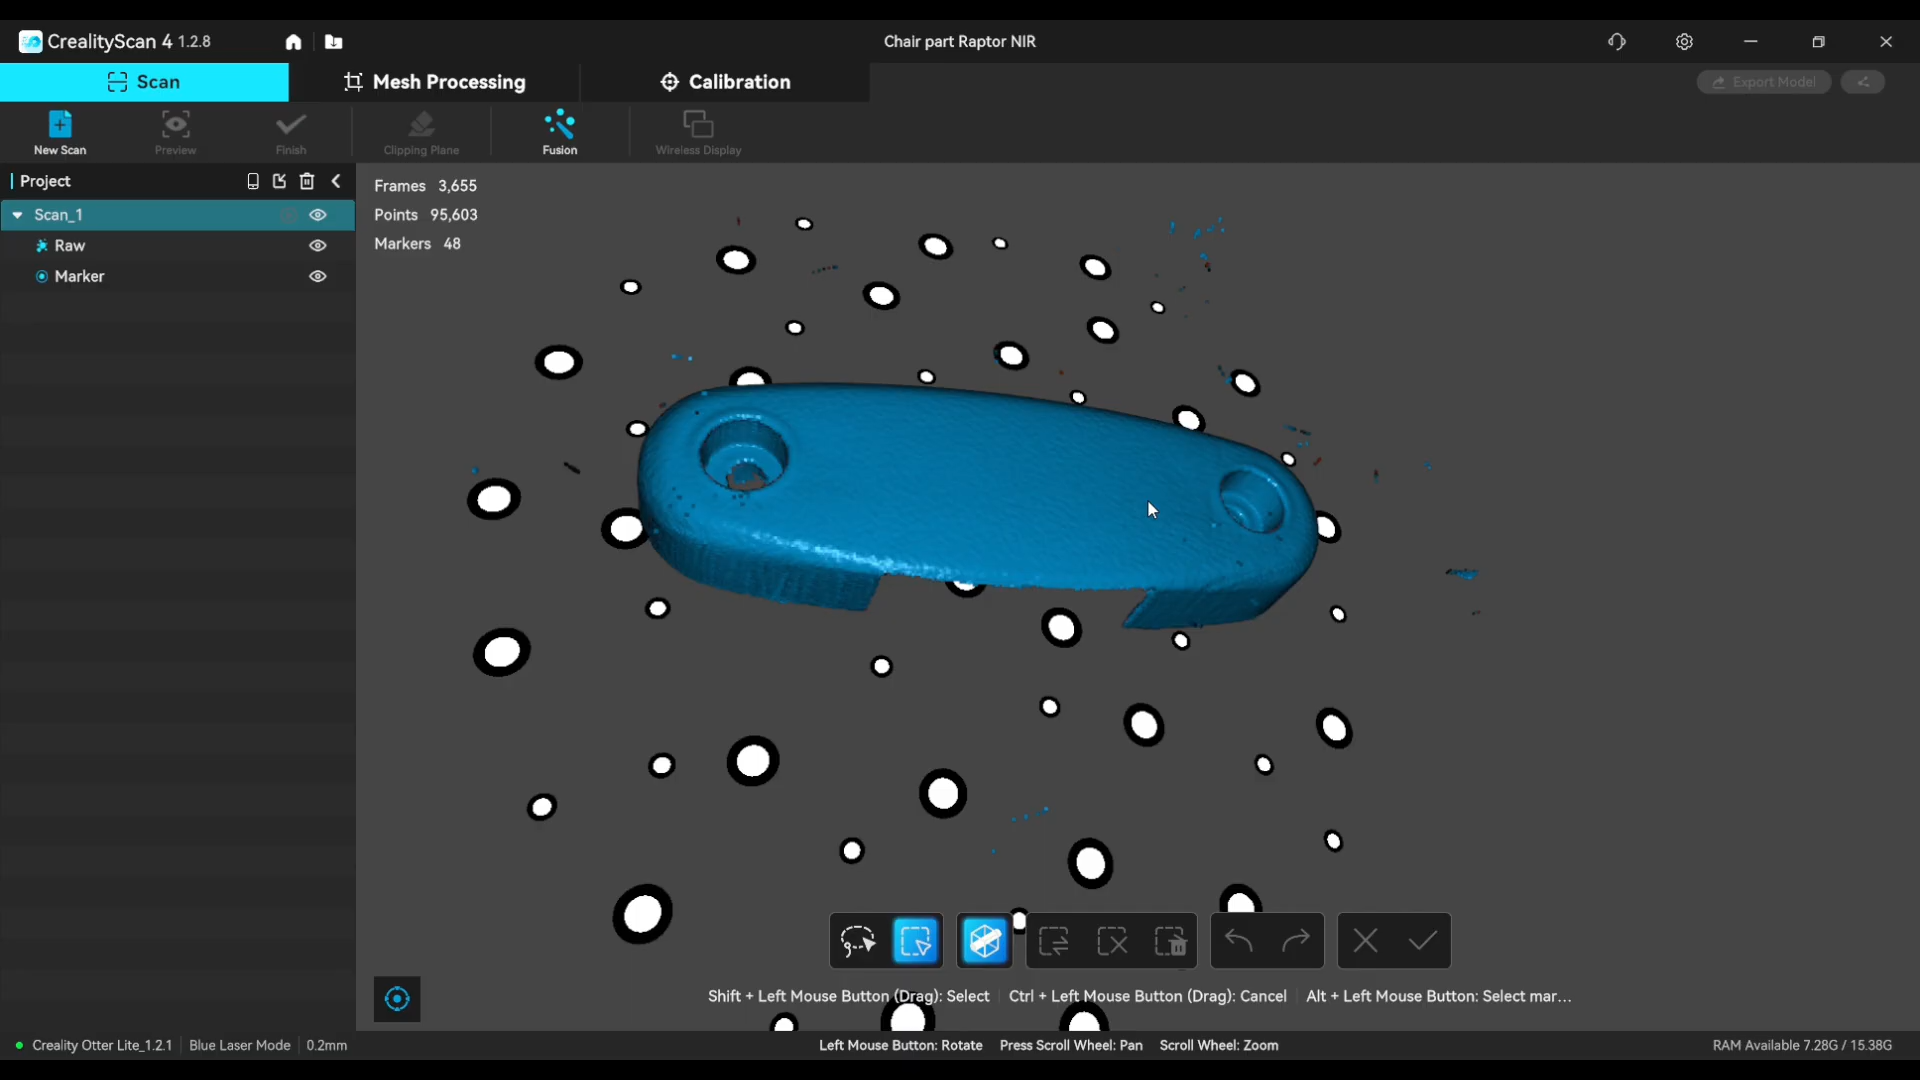 CrealityScan 4 1.2.8
Chair part Raptor NIR
Scan
Mesh Processing
Calibration
Export Model
New Scan
Preview
Finish
Clipping Plane
Fusion
Wireless Display
Project
Scan_1
Raw
Marker
Frames 3,655
Points 95,603
Markers 48
Shift + Left Mouse Button (Drag): Select
Ctrl + Left Mouse Button (Drag): Cancel
Alt + Left Mouse Button: Select mar...
Creality Otter Lite_1.2.1
Blue Laser Mode
0.2mm
Left Mouse Button: Rotate
Press Scroll Wheel: Pan
Scroll Wheel: Zoom
RAM Available 7.28G / 15.38G